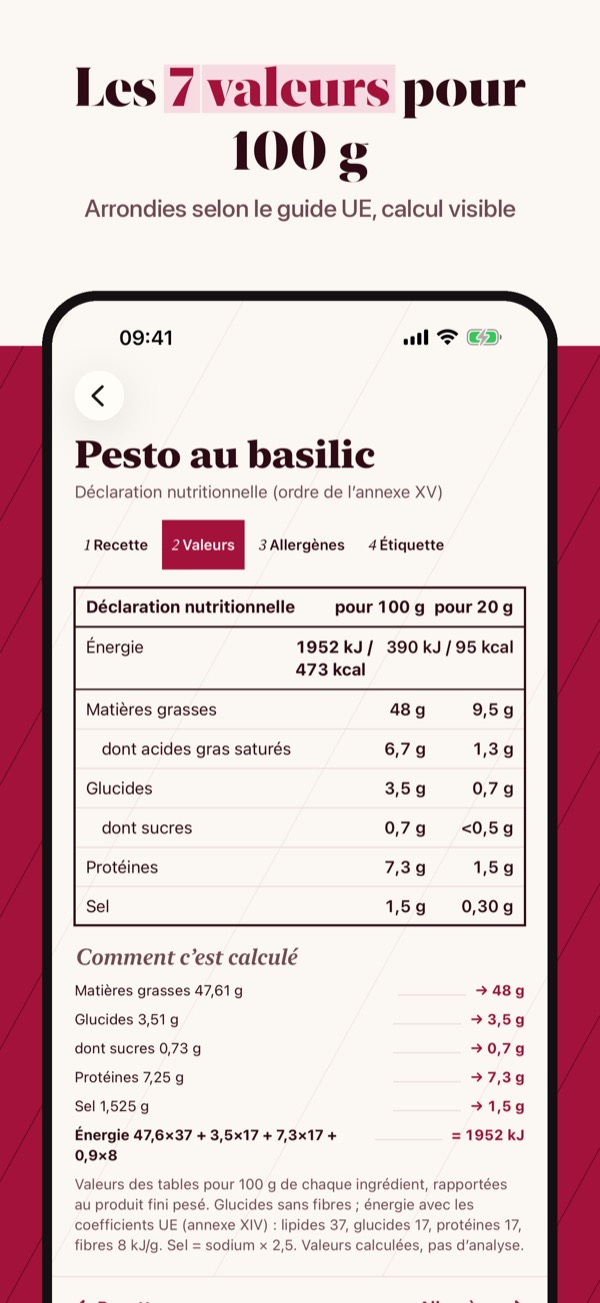 Les 7 valeurs pour
100 g
Arrondies selon le guide UE, calcul visible
09:41
Pesto au basilic
Déclaration nutritionnelle (ordre de l’annexe XV)
1 Recette 2 Valeurs 3 Allergènes 4 Étiquette
Déclaration nutritionnelle pour 100 g pour 20 g
Énergie 1952 kJ / 390 kJ / 95 kcal
473 kcal
Matières grasses 48 g 9,5 g
dont acides gras saturés 6,7 g 1,3 g
Glucides 3,5 g 0,7 g
dont sucres 0,7 g <0,5 g
Protéines 7,3 g 1,5 g
Sel 1,5 g 0,30 g
Comment c’est calculé
Matières grasses 47,61 g → 48 g
Glucides 3,51 g → 3,5 g
dont sucres 0,73 g → 0,7 g
Protéines 7,25 g → 7,3 g
Sel 1,525 g → 1,5 g
Énergie 47,6×37 + 3,5×17 + 7,3×17 + = 1952 kJ
0,9×8
Valeurs des tables pour 100 g de chaque ingrédient, rapportées
au produit fini pesé. Glucides sans fibres ; énergie avec les
coefficients UE (annexe XIV) : lipides 37, glucides 17, protéines 17,
fibres 8 kJ/g. Sel = sodium × 2,5. Valeurs calculées, pas d’analyse.